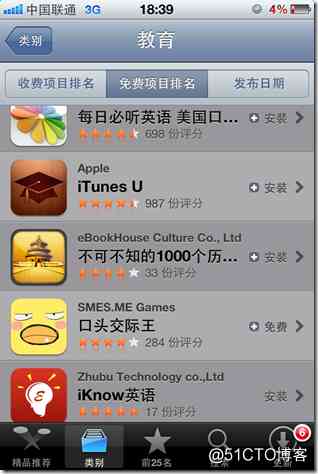 中国联通 3G 18:39 4%
类别 教育
收费项目排名 免费项目排名 发布日期
每日必听英语 美国口... 安装
698 份评分
Apple
iTunes U 安装
987 份评分
eBookHouse Culture Co., Ltd
不可不知的1000个历... 安装
33 份评分
SMES.ME Games
口头交际王 免费
284 份评分
Zhubu Technology co.,Ltd
iKnow英语 安装
17 份评分
6
精品推荐 类别 前25名
@51CTO博客